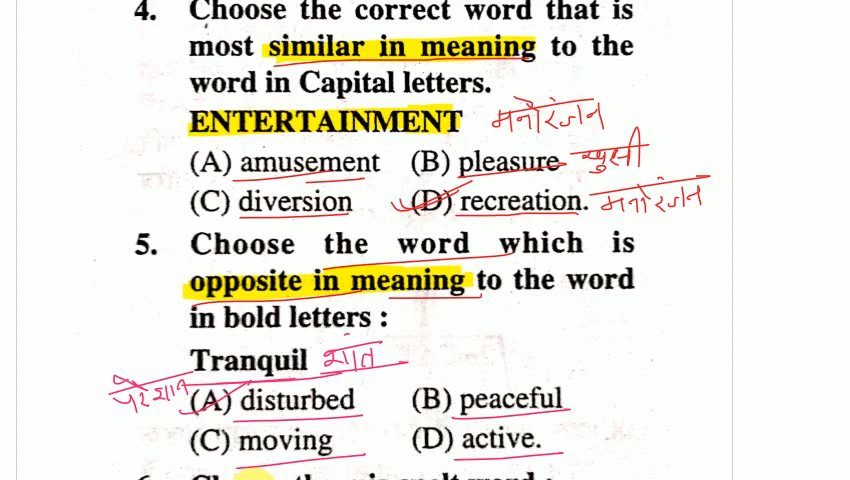 4. Choose the correct word that is
most similar in meaning to the
word in Capital letters.
ENTERTAINMENT मनोरंजन
(A) amusement (B) pleasure खुसी
(C) diversion (D) recreation. मनोरंजन
5. Choose the word which is
opposite in meaning to the word
in bold letters :
Tranquil शांत
परेशान (A) disturbed (B) peaceful
(C) moving (D) active.